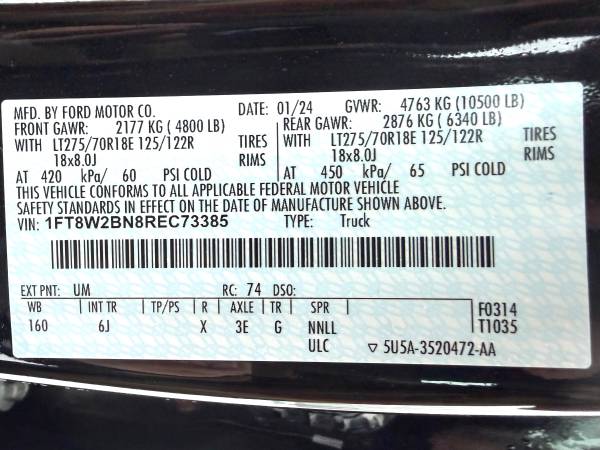 MFD. BY FORD MOTOR CO. DATE: 01/24 GVWR: 4763 KG (10500 LB)
FRONT GAWR: 2177 KG ( 4800 LB) REAR GAWR: 2876 KG ( 6340 LB)
WITH LT275/70R18E 125/122R TIRES WITH LT275/70R18E 125/122R TIRES
18x8.0J RIMS 18x8.0J RIMS
AT 420 kPa/ 60 PSI COLD AT 450 kPa/ 65 PSI COLD
THIS VEHICLE CONFORMS TO ALL APPLICABLE FEDERAL MOTOR VEHICLE
SAFETY STANDARDS IN EFFECT ON THE DATE OF MANUFACTURE SHOWN ABOVE.
VIN: 1FT8W2BN8REC73385 TYPE: Truck
EXT PNT: UM RC: 74 DSO:
WB INT TR TP/PS R AXLE TR SPR F0314
160 6J X 3E G NNLL T1035
ULC ▽ 5U5A-3520472-AA